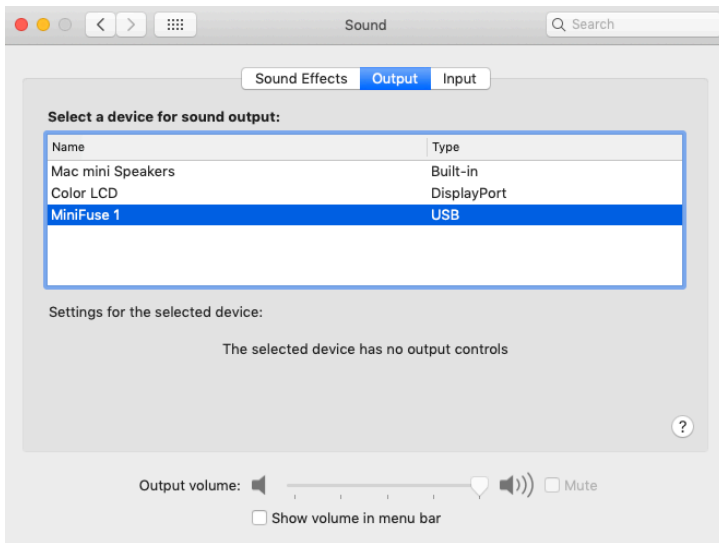 Sound
Search
Sound Effects Output Input
Select a device for sound output:
Name Type
Mac mini Speakers Built-in
Color LCD DisplayPort
MiniFuse 1 USB
Settings for the selected device:
The selected device has no output controls
?
Output volume: Mute
Show volume in menu bar